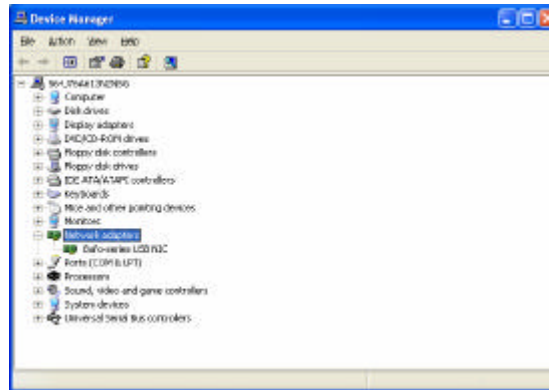 Device Manager
File Action View Help
Computer
Disk drives
Display adapters
DVD/CD-ROM drives
Floppy disk controllers
Floppy disk drives
IDE ATA/ATAPI controllers
Keyboards
Mice and other pointing devices
Monitors
Network adapters
USB NIC
Ports (COM & LPT)
Processors
Sound, video and game controllers
System devices
Universal Serial Bus controllers